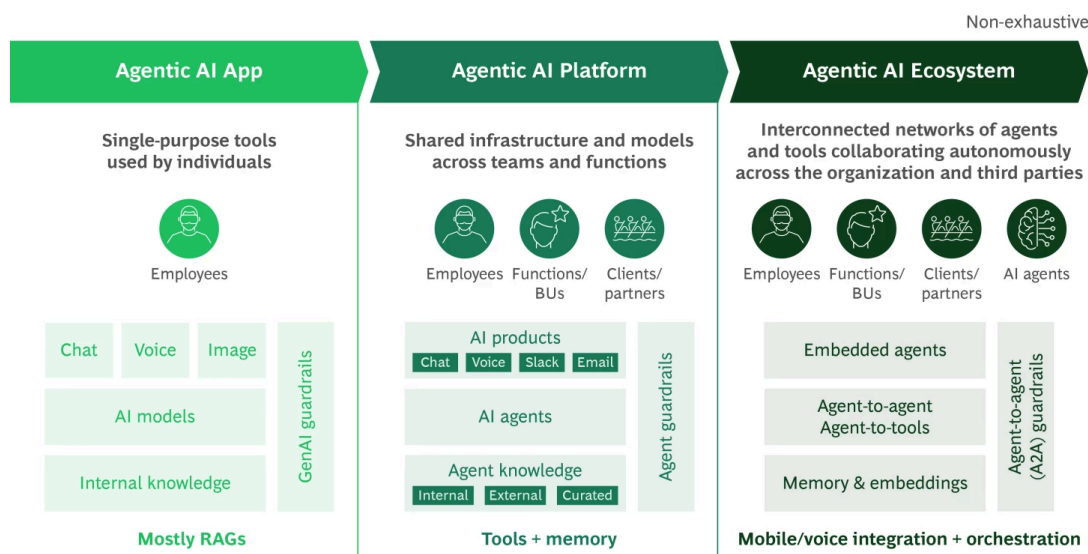 Non-exhaustive
Agentic AI App
Agentic AI Platform
Agentic AI Ecosystem
Single-purpose tools
used by individuals
Employees
Chat
Voice
Image
AI models
Internal knowledge
GenAI guardrails
Mostly RAGs
Shared infrastructure and models
across teams and functions
Employees
Functions/
BUs
Clients/
partners
AI products
Chat
Voice
Slack
Email
AI agents
Agent knowledge
Internal
External
Curated
Agent guardrails
Tools + memory
Interconnected networks of agents
and tools collaborating autonomously
across the organization and third parties
Employees
Functions/
BUs
Clients/
partners
AI agents
Embedded agents
Agent-to-agent
Agent-to-tools
Memory & embeddings
Agent-to-agent
(A2A) guardrails
Mobile/voice integration + orchestration